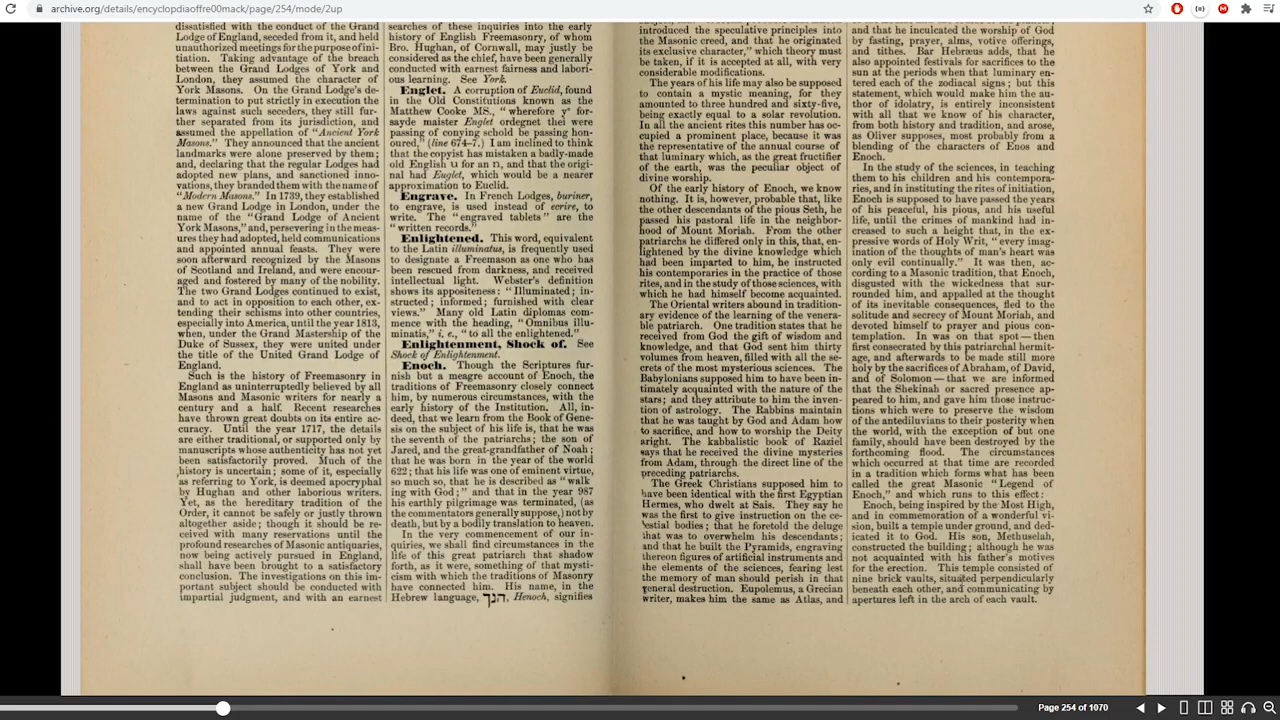 archive.org/details/encyclopdiaoffre00mack/page/254/mode/2up
dissatisfied with the conduct of the Grand
Lodge of England, seceded from it, and held
unauthorized meetings for the purpose of ini-
tiation. Taking advantage of the breach
between the Grand Lodges of York and
London, they assumed the character of
York Masons. On the Grand Lodge's de-
termination to put strictly in execution the
laws against such seceders, they still fur-
ther separated from its jurisdiction, and
assumed the appellation of "Ancient York
Masons." They announced that the ancient
landmarks were alone preserved by them;
and, declaring that the regular Lodges had
adopted new plans, and sanctioned inno-
vations, they branded them with the name of
"Modern Masons." In 1739, they established
a new Grand Lodge in London, under the
name of the "Grand Lodge of Ancient
York Masons," and, persevering in the meas-
ures they had adopted, held communications
and appointed annual feasts. They were
soon afterward recognized by the Masons
of Scotland and Ireland, and were encour-
aged and fostered by many of the nobility.
The two Grand Lodges continued to exist,
and to act in opposition to each other, ex-
tending their schisms into other countries,
especially into America, until the year 1813,
when, under the Grand Mastership of the
Duke of Sussex, they were united under
the title of the United Grand Lodge of
England.
Such is the history of Freemasonry in
England as uninterruptedly believed by all
Masons and Masonic writers for nearly a
century and a half. Recent researches
have thrown great doubts on its entire ac-
curacy. Until the year 1717, the details
are either traditional, or supported only by
manuscripts whose authenticity has not yet
been satisfactorily proved. Much of the
history is uncertain; some of it, especially
as referring to York, is deemed apocryphal
by Hughan and other laborious writers.
Yet, as the hereditary tradition of the
Order, it cannot be safely or justly thrown
altogether aside; though it should be re-
ceived with many reservations until the
profound researches of Masonic antiquaries,
now being actively pursued in England,
shall have been brought to a satisfactory
conclusion. The investigations on this im-
portant subject should be conducted with
impartial judgment, and with an earnest
searches of these inquiries into the early
history of English Freemasonry, of whom
Bro. Hughan, of Cornwall, may justly be
considered as the chief, have been generally
conducted with earnest fairness and labori-
ous learning. See York.
Englet. A corruption of Euclid, found
in the Old Constitutions known as the
Matthew Cooke MS., "wherefore yᵉ for-
sayde maister Englet ordegnet thei were
passing of conying schold be passing hon-
oured," (line 674-7.) I am inclined to think
that the copyist has mistaken a badly-made
old English u for an n, and that the origi-
nal had Euglet, which would be a nearer
approximation to Euclid.
Engrave. In French Lodges, buriner,
to engrave, is used instead of ecrire, to
write. The "engraved tablets" are the
"written records."
Enlightened. This word, equivalent
to the Latin illuminatus, is frequently used
to designate a Freemason as one who has
been rescued from darkness, and received
intellectual light. Webster's definition
shows its appositeness: "Illuminated; in-
structed; informed; furnished with clear
views." Many old Latin diplomas com-
mence with the heading, "Omnibus illu-
minatis," i. e., "to all the enlightened."
Enlightenment, Shock of. See
Shock of Enlightenment.
Enoch. Though the Scriptures fur-
nish but a meagre account of Enoch, the
traditions of Freemasonry closely connect
him, by numerous circumstances, with the
early history of the Institution. All, in-
deed, that we learn from the Book of Gene-
sis on the subject of his life is, that he was
the seventh of the patriarchs; the son of
Jared, and the great-grandfather of Noah;
that he was born in the year of the world
622; that his life was one of eminent virtue,
so much so, that he is described as "walk
ing with God;" and that in the year 987
his earthly pilgrimage was terminated, (as
the commentators generally suppose,) not by
death, but by a bodily translation to heaven.
In the very commencement of our in-
quiries, we shall find circumstances in the
life of this great patriarch that shadow
forth, as it were, something of that mysti-
cism with which the traditions of Masonry
have connected him. His name, in the
Hebrew language, הנך, Henoch, signifies
introduced the speculative principles into
the Masonic creed, and that he originated
its exclusive character," which theory must
be taken, if it is accepted at all, with very
considerable modifications.
The years of his life may also be supposed
to contain a mystic meaning, for they
amounted to three hundred and sixty-five,
being exactly equal to a solar revolution.
In all the ancient rites this number has oc-
cupied a prominent place, because it was
the representative of the annual course of
that luminary which, as the great fructifier
of the earth, was the peculiar object of
divine worship.
Of the early history of Enoch, we know
nothing. It is, however, probable that, like
the other descendants of the pious Seth, he
passed his pastoral life in the neighbor-
hood of Mount Moriah. From the other
patriarchs he differed only in this, that, en-
lightened by the divine knowledge which
had been imparted to him, he instructed
his contemporaries in the practice of those
rites, and in the study of those sciences, with
which he had himself become acquainted.
The Oriental writers abound in tradition-
ary evidence of the learning of the venera-
ble patriarch. One tradition states that he
received from God the gift of wisdom and
knowledge, and that God sent him thirty
volumes from heaven, filled with all the se-
crets of the most mysterious sciences. The
Babylonians supposed him to have been in-
timately acquainted with the nature of the
stars; and they attribute to him the inven-
tion of astrology. The Rabbins maintain
that he was taught by God and Adam how
to sacrifice, and how to worship the Deity
aright. The kabbalistic book of Raziel
says that he received the divine mysteries
from Adam, through the direct line of the
preceding patriarchs.
The Greek Christians supposed him to
have been identical with the first Egyptian
Hermes, who dwelt at Sais. They say he
was the first to give instruction on the ce-
lestial bodies; that he foretold the deluge
that was to overwhelm his descendants;
and that he built the Pyramids, engraving
thereon figures of artificial instruments and
the elements of the sciences, fearing lest
the memory of man should perish in that
general destruction. Eupolemus, a Grecian
writer, makes him the same as Atlas, and
and that he inculcated the worship of God
by fasting, prayer, alms, votive offerings,
and tithes. Bar Hebræus adds, that he
also appointed festivals for sacrifices to the
sun at the periods when that luminary en-
tered each of the zodiacal signs; but this
statement, which would make him the au-
thor of idolatry, is entirely inconsistent
with all that we know of his character,
from both history and tradition, and arose,
as Oliver supposes, most probably from a
blending of the characters of Enos and
Enoch.
In the study of the sciences, in teaching
them to his children and his contempora-
ries, and in instituting the rites of initiation,
Enoch is supposed to have passed the years
of his peaceful, his pious, and his useful
life, until the crimes of mankind had in-
creased to such a height that, in the ex-
pressive words of Holy Writ, "every imag-
ination of the thoughts of man's heart was
only evil continually." It was then, ac-
cording to a Masonic tradition, that Enoch,
disgusted with the wickedness that sur-
rounded him, and appalled at the thought
of its inevitable consequences, fled to the
solitude and secrecy of Mount Moriah, and
devoted himself to prayer and pious con-
templation. It was on that spot — then
first consecrated by this patriarchal hermit-
age, and afterwards to be made still more
holy by the sacrifices of Abraham, of David,
and of Solomon — that we are informed
that the Shekinah or sacred presence ap-
peared to him, and gave him those instruc-
tions which were to preserve the wisdom
of the antediluvians to their posterity when
the world, with the exception of but one
family, should have been destroyed by the
forthcoming flood. The circumstances
which occurred at that time are recorded
in a tradition which forms what has been
called the great Masonic "Legend of
Enoch," and which runs to this effect:
Enoch, being inspired by the Most High,
and in commemoration of a wonderful vi-
sion, built a temple under ground, and ded-
icated it to God. His son, Methuselah,
constructed the building; although he was
not acquainted with his father's motives
for the erection. This temple consisted of
nine brick vaults, situated perpendicularly
beneath each other, and communicating by
apertures left in the arch of each vault.
Page 254 of 1070